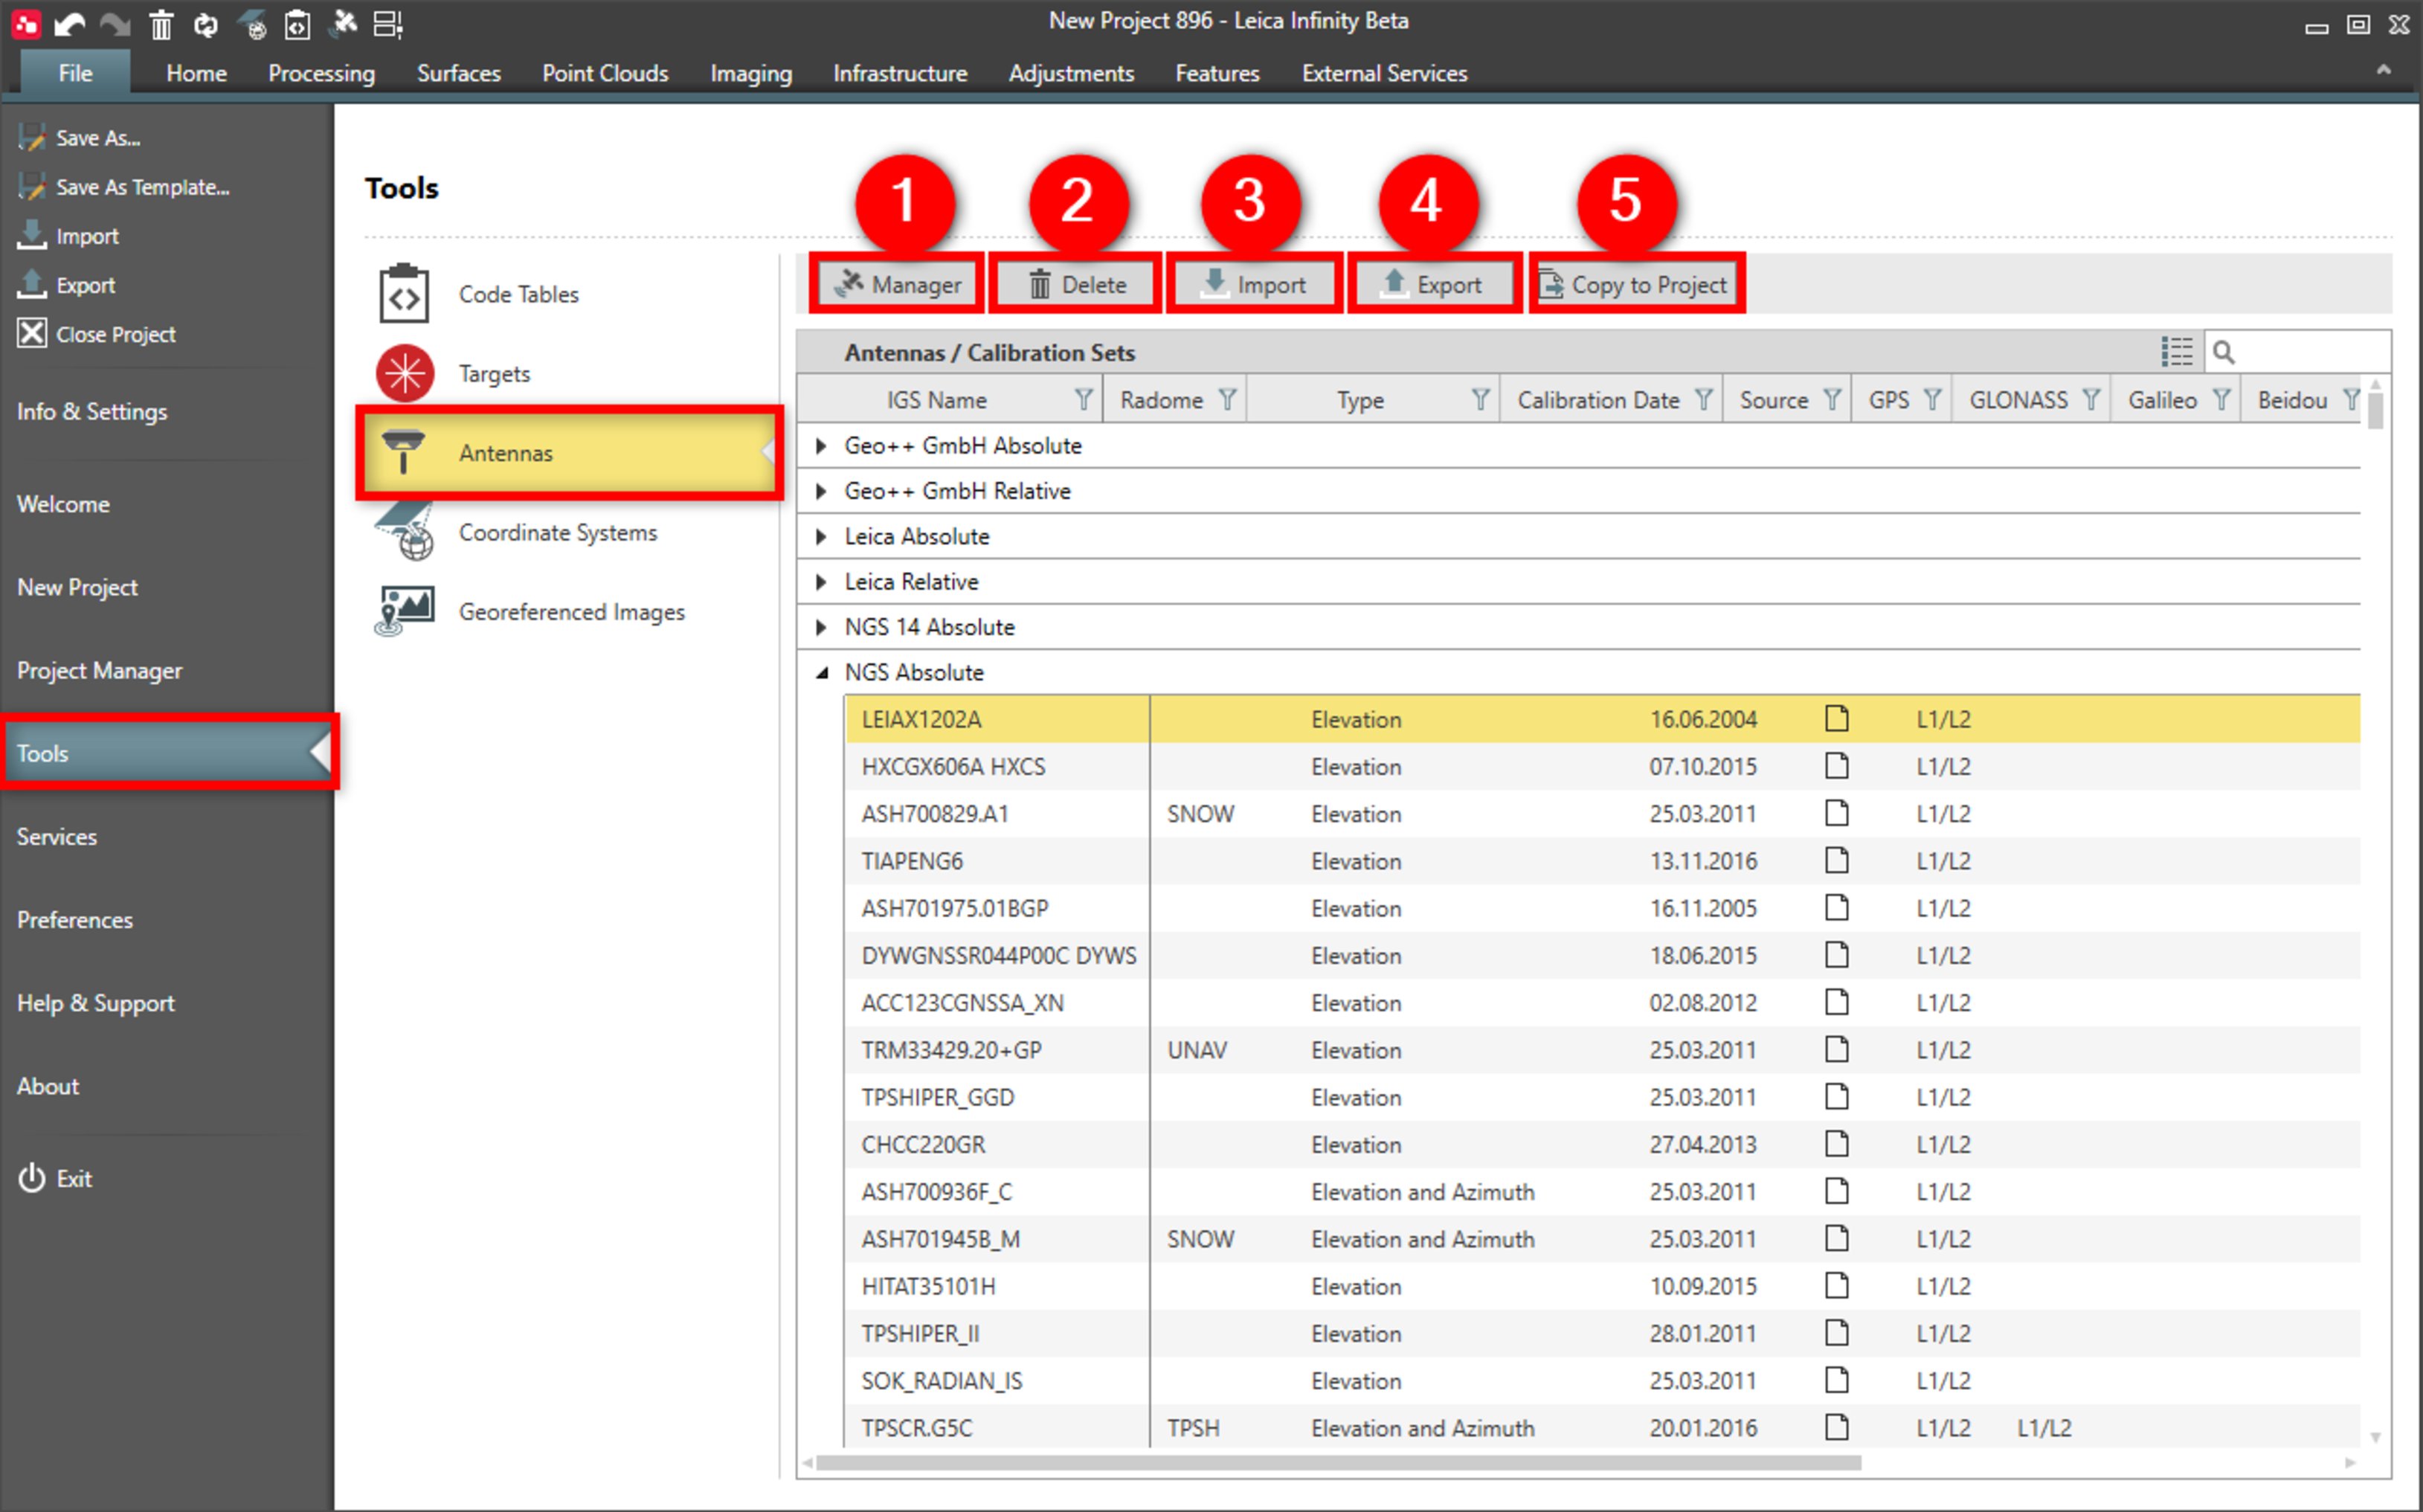 New Project 896 - Leica Infinity Beta
File Home Processing Surfaces Point Clouds Imaging Infrastructure Adjustments Features External Services
Save As...
Save As Template...
Import
Export
Close Project
Info & Settings
Welcome
New Project
Project Manager
Tools
Services
Preferences
Help & Support
About
Exit
Tools
Code Tables
Targets
Antennas
Coordinate Systems
Georeferenced Images
1 2 3 4 5
Manager Delete Import Export Copy to Project
Antennas / Calibration Sets
IGS Name Radome Type Calibration Date Source GPS GLONASS Galileo Beidou
Geo++ GmbH Absolute
Geo++ GmbH Relative
Leica Absolute
Leica Relative
NGS 14 Absolute
NGS Absolute
LEIAX1202A Elevation 16.06.2004 L1/L2
HXCGX606A HXCS Elevation 07.10.2015 L1/L2
ASH700829.A1 SNOW Elevation 25.03.2011 L1/L2
TIAPENG6 Elevation 13.11.2016 L1/L2
ASH701975.01BGP Elevation 16.11.2005 L1/L2
DYWGNSSR044P00C DYWS Elevation 18.06.2015 L1/L2
ACC123CGNSSA_XN Elevation 02.08.2012 L1/L2
TRM33429.20+GP UNAV Elevation 25.03.2011 L1/L2
TPSHIPER_GGD Elevation 25.03.2011 L1/L2
CHCC220GR Elevation 27.04.2013 L1/L2
ASH700936F_C Elevation and Azimuth 25.03.2011 L1/L2
ASH701945B_M SNOW Elevation and Azimuth 25.03.2011 L1/L2
HITAT35101H Elevation 10.09.2015 L1/L2
TPSHIPER_II Elevation 28.01.2011 L1/L2
SOK_RADIAN_IS Elevation 25.03.2011 L1/L2
TPSCR.G5C TPSH Elevation and Azimuth 20.01.2016 L1/L2 L1/L2